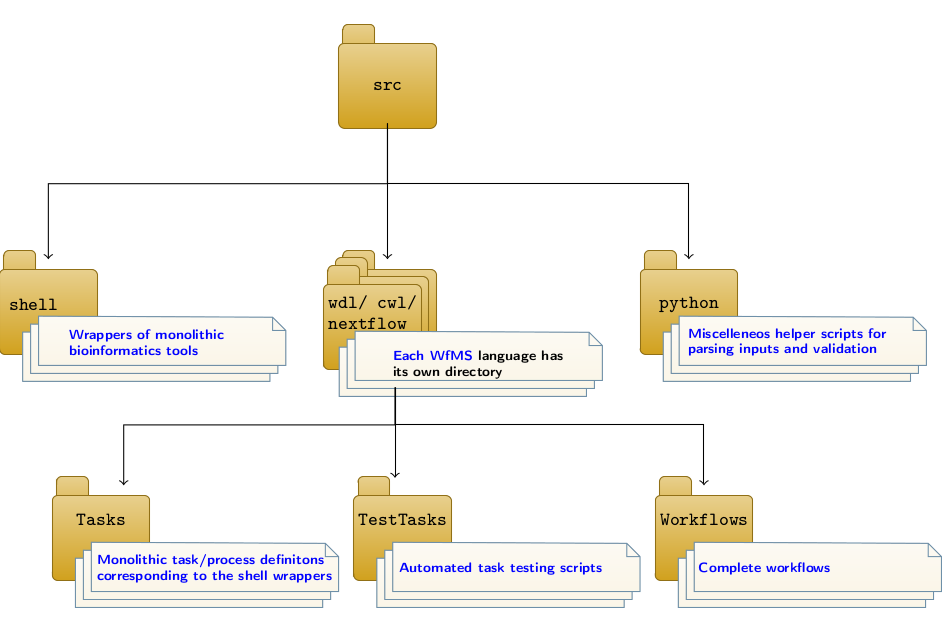 src
shell
Wrappers of monolithic
bioinformatics tools
wdl/ cwl/
nextflow
Each WfMS language has
its own directory
python
Miscelleneos helper scripts for
parsing inputs and validation
Tasks
Monolithic task/process definitons
corresponding to the shell wrappers
TestTasks
Automated task testing scripts
Workflows
Complete workflows